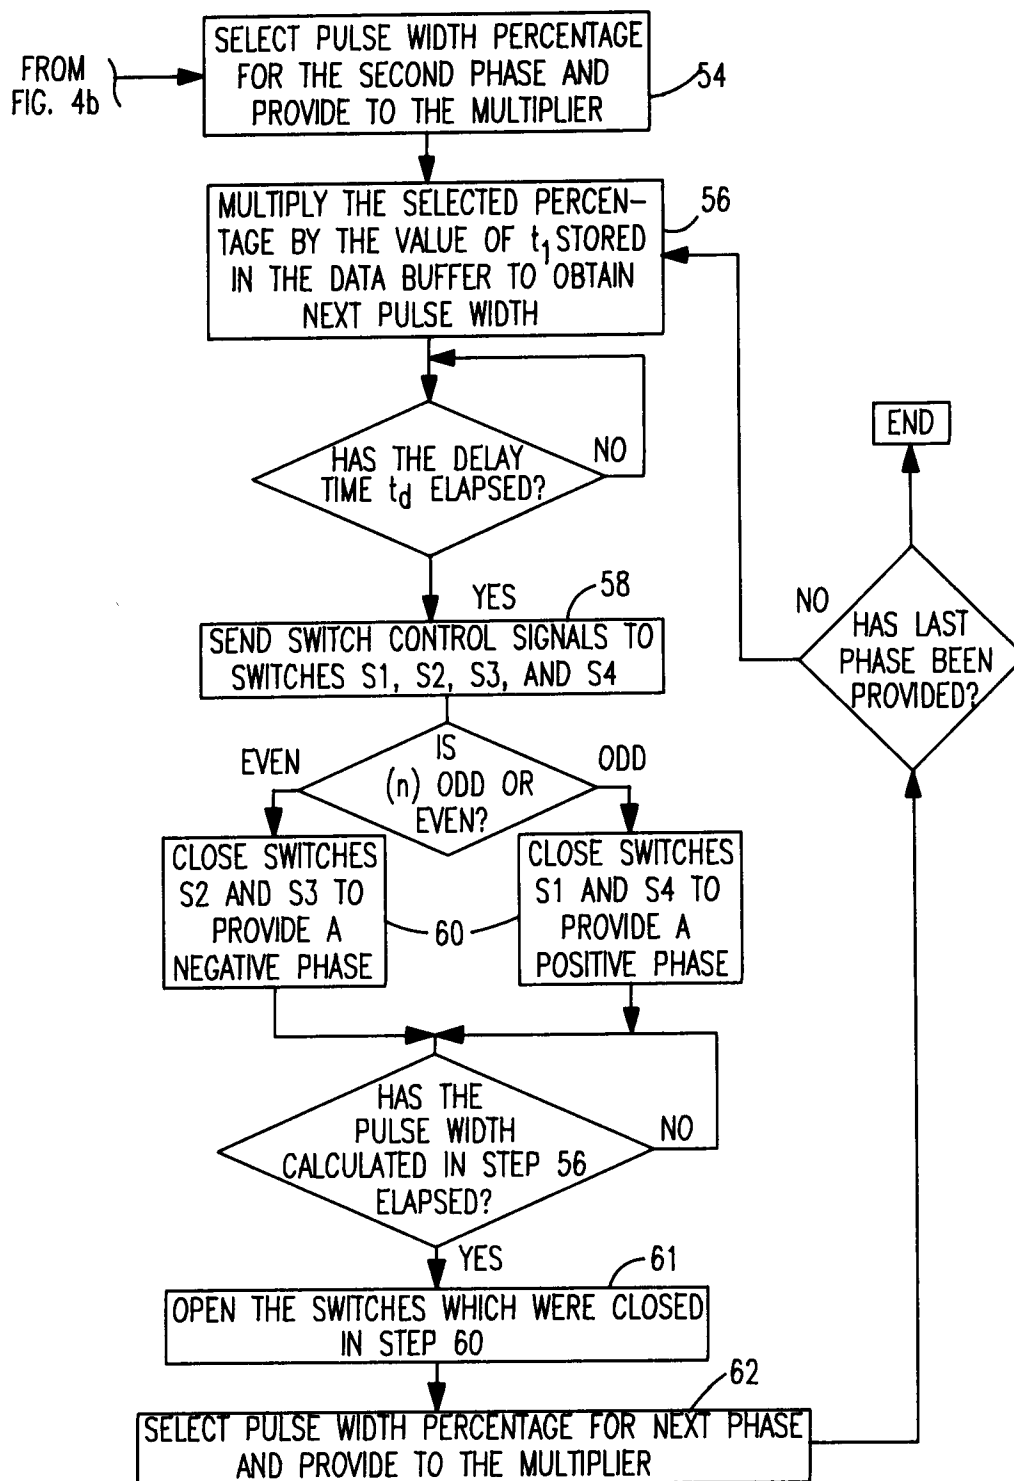 SELECT PULSE WIDTH PERCENTAGE
FOR THE SECOND PHASE AND
PROVIDE TO THE MULTIPLIER
FROM
FIG. 4b
54
MULTIPLY THE SELECTED PERCEN-
TAGE BY THE VALUE OF t1 STORED
IN THE DATA BUFFER TO OBTAIN
NEXT PULSE WIDTH
56
HAS THE DELAY
TIME td ELAPSED?
NO
YES
58
SEND SWITCH CONTROL SIGNALS TO
SWITCHES S1, S2, S3, AND S4
IS
(n) ODD OR
EVEN?
EVEN
ODD
CLOSE SWITCHES
S2 AND S3 TO
PROVIDE A
NEGATIVE PHASE
60
CLOSE SWITCHES
S1 AND S4 TO
PROVIDE A
POSITIVE PHASE
HAS THE
PULSE WIDTH
CALCULATED IN STEP 56
ELAPSED?
NO
YES
61
OPEN THE SWITCHES WHICH WERE CLOSED
IN STEP 60
62
SELECT PULSE WIDTH PERCENTAGE FOR NEXT PHASE
AND PROVIDE TO THE MULTIPLIER
HAS LAST
PHASE BEEN
PROVIDED?
NO
END